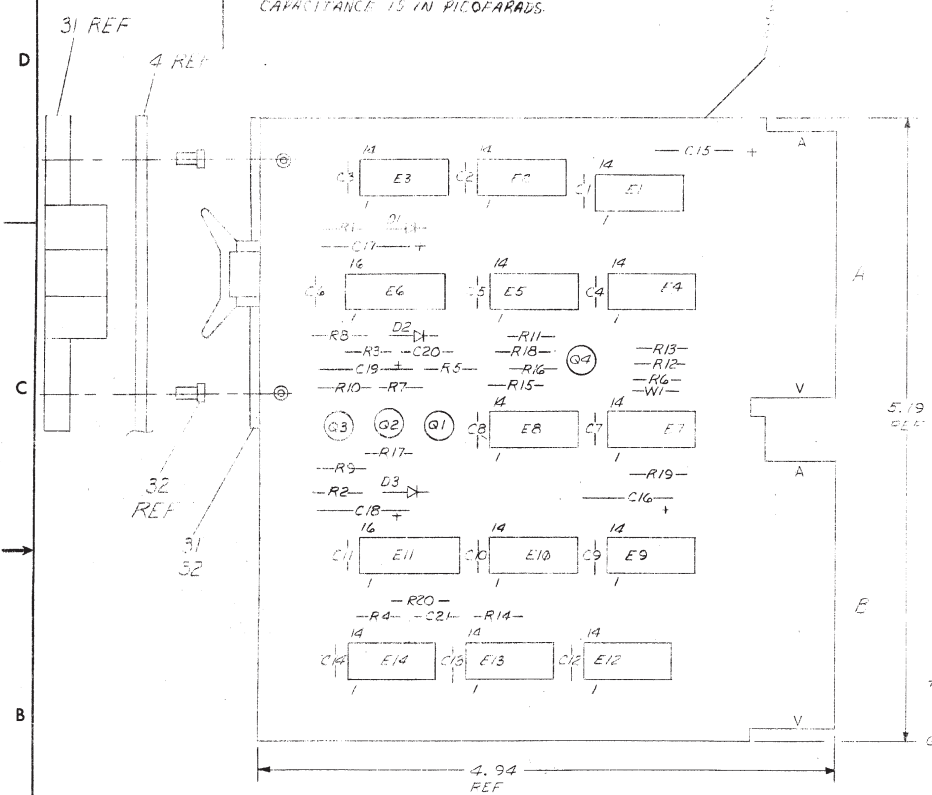 CAPACITANCE IS IN PICOFARADS
31 REF
D
4 REF
A
C15 +
14 14 14
C3 E3 C2 E2 C1 E1
1 1 1
R1 D1
C17 +
A
16 14 14
C6 E6 C5 E5 C4 E4
1 1 1
R8 D2 R11
R3 C20 R18 Q4 R13
C19 + R5 R16 R12
R10 R7 R15 R6
W1
C
V
5.19
REF
14 14
Q3 Q2 Q1 C8 E8 C7 E7
1 1
R17
R9 R19
A
R2 D3 C16
+
C18 +
32
REF
31
32
16 14 14
C11 E11 C10 E10 C9 E9
1 1 1
R20
R4 C21 R14
B
14 14 14
C14 E14 C13 E13 C12 E12
1 1 1
B
V
4.94
REF